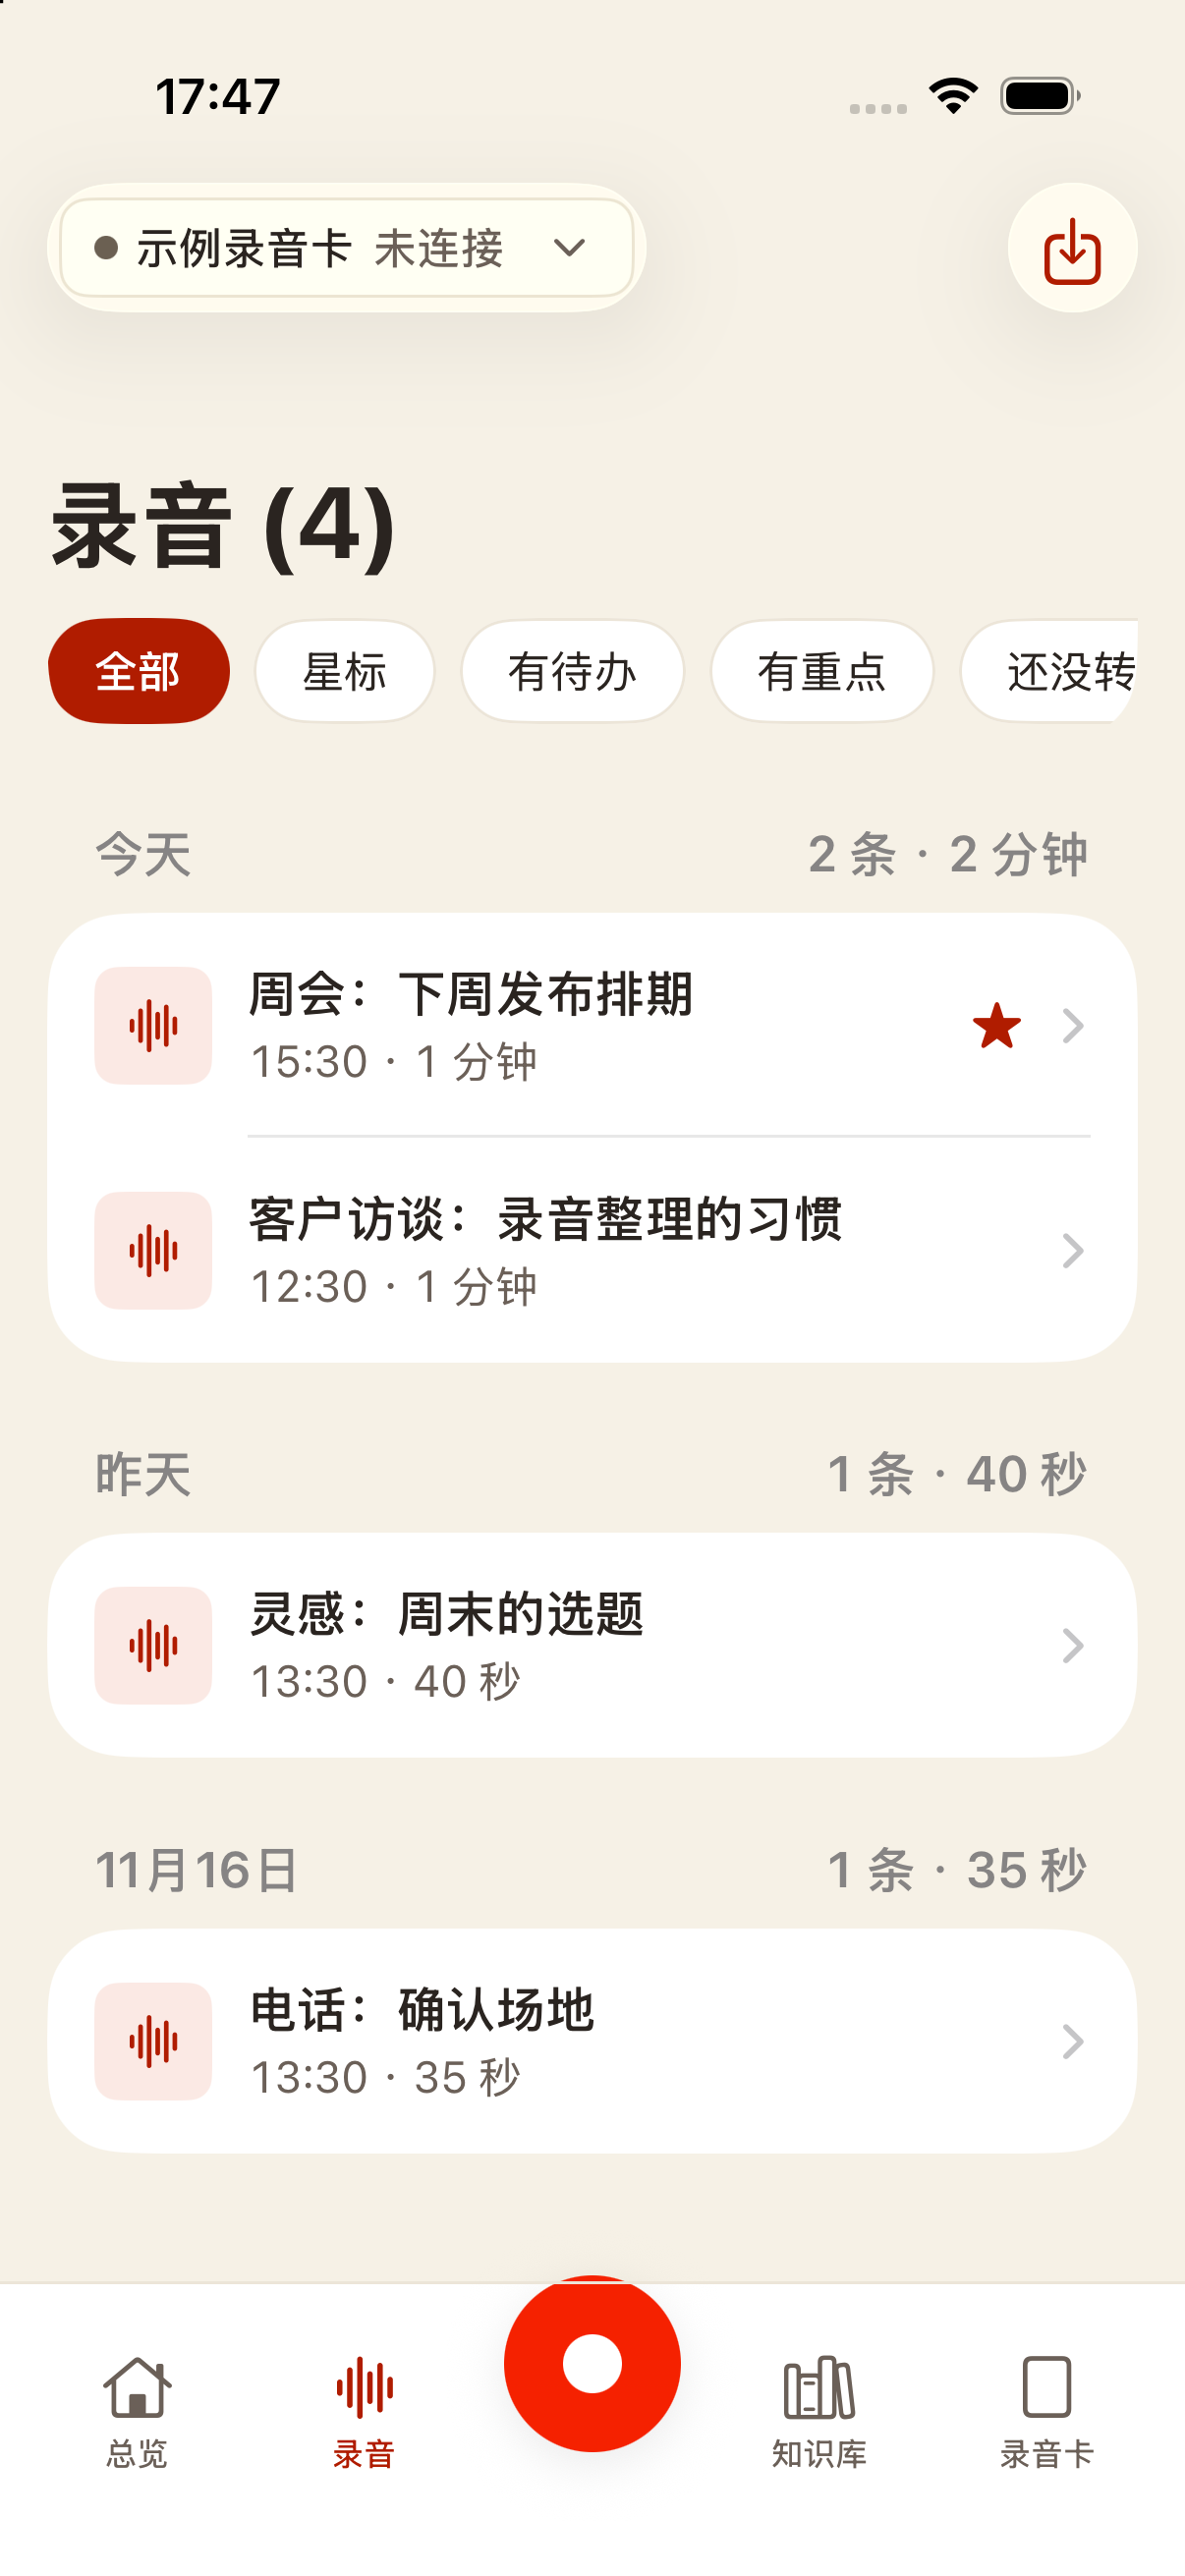 17:47
示例录音卡 未连接
录音 (4)
全部 星标 有待办 有重点 还没转
今天 2 条 · 2 分钟
周会：下周发布排期
15:30 · 1 分钟
客户访谈：录音整理的习惯
12:30 · 1 分钟
昨天 1 条 · 40 秒
灵感：周末的选题
13:30 · 40 秒
11月16日 1 条 · 35 秒
电话：确认场地
13:30 · 35 秒
总览 录音 知识库 录音卡